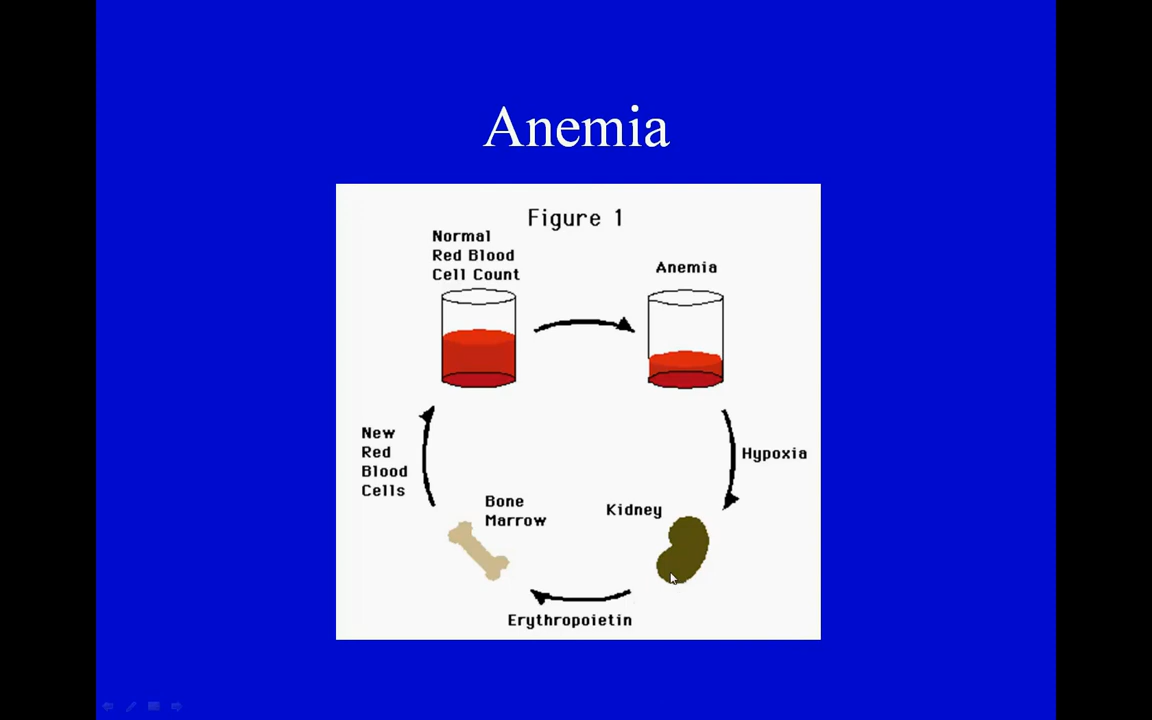 Anemia
Figure 1
Normal
Red Blood
Cell Count
Anemia
Hypoxia
Kidney
Erythropoietin
Bone
Marrow
New
Red
Blood
Cells